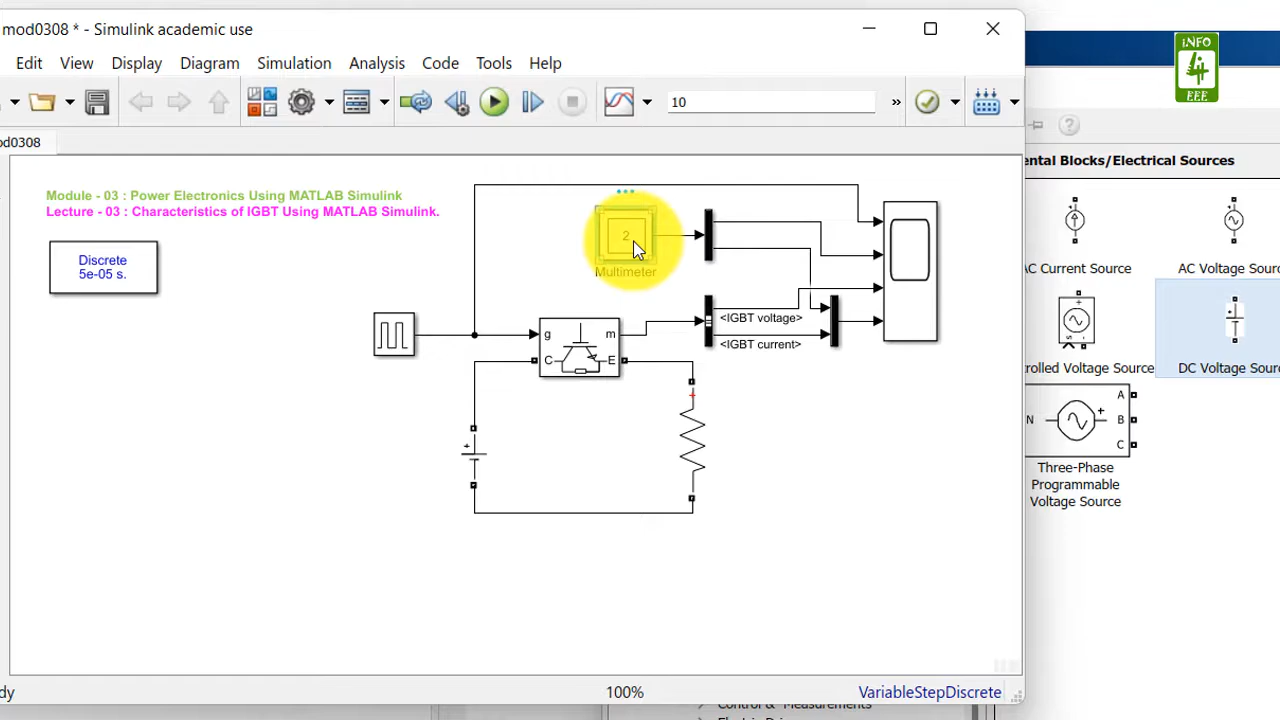 mod0308 * - Simulink academic use
Edit View Display Diagram Simulation Analysis Code Tools Help
10 »
INFO
EEE
od0308
?
ental Blocks/Electrical Sources
Module - 03 : Power Electronics Using MATLAB Simulink
Lecture - 03 : Characteristics of IGBT Using MATLAB Simulink.
Discrete
5e-05 s.
2
Multimeter
<IGBT voltage>
<IGBT current>
g m
C E
+
AC Current Source AC Voltage Source
s
rolled Voltage Source DC Voltage Sour
N A
B
C
Three-Phase
Programmable
Voltage Source
dy 100% VariableStepDiscrete
Control & Measurements